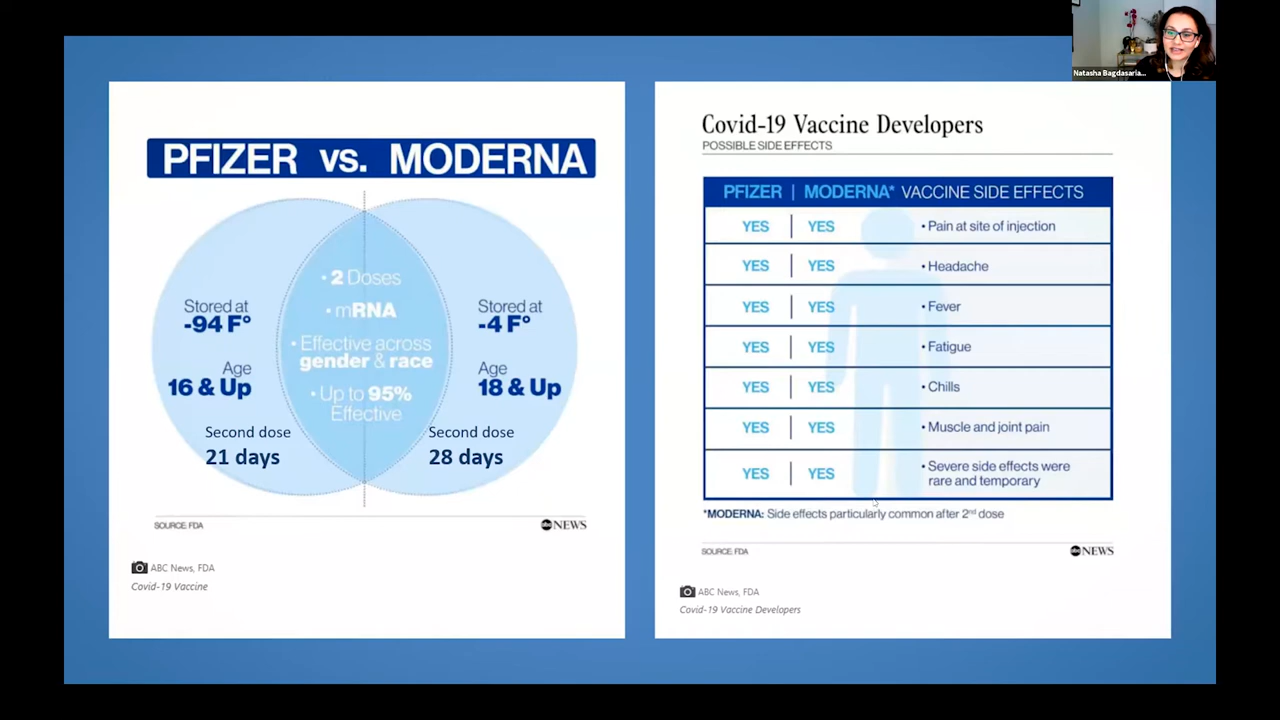 Natasha Bagdasaria...
PFIZER vs. MODERNA
• 2 Doses
• mRNA
• Effective across
gender & race
• Up to 95%
Effective
Stored at
-94 F°
Age
16 & Up
Second dose
21 days
Stored at
-4 F°
Age
18 & Up
Second dose
28 days
SOURCE: FDA
abc NEWS
ABC News, FDA
Covid-19 Vaccine
Covid-19 Vaccine Developers
POSSIBLE SIDE EFFECTS
PFIZER | MODERNA* VACCINE SIDE EFFECTS
YES | YES • Pain at site of injection
YES | YES • Headache
YES | YES • Fever
YES | YES • Fatigue
YES | YES • Chills
YES | YES • Muscle and joint pain
YES | YES • Severe side effects were
rare and temporary
*MODERNA: Side effects particularly common after 2nd dose
SOURCE: FDA
abc NEWS
ABC News, FDA
Covid-19 Vaccine Developers